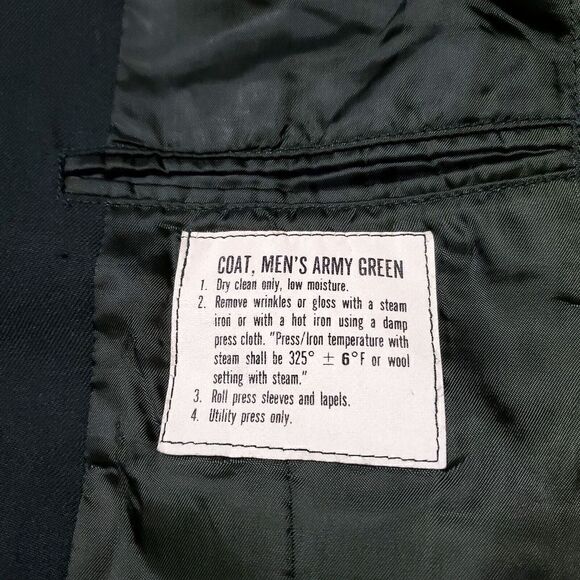 COAT, MEN'S ARMY GREEN
1. Dry clean only, low moisture.
2. Remove wrinkles or gloss with a steam
iron or with a hot iron using a damp
press cloth. "Press/Iron temperature with
steam shall be 325° ± 6°F or wool
setting with steam."
3. Roll press sleeves and lapels.
4. Utility press only.